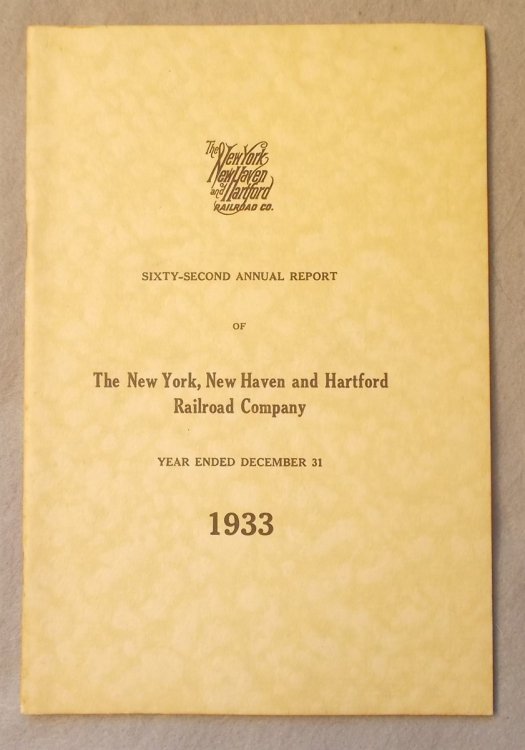 The New York
New Haven
and Hartford
RAILROAD CO.
SIXTY-SECOND ANNUAL REPORT
OF
The New York, New Haven and Hartford
Railroad Company
YEAR ENDED DECEMBER 31
1933